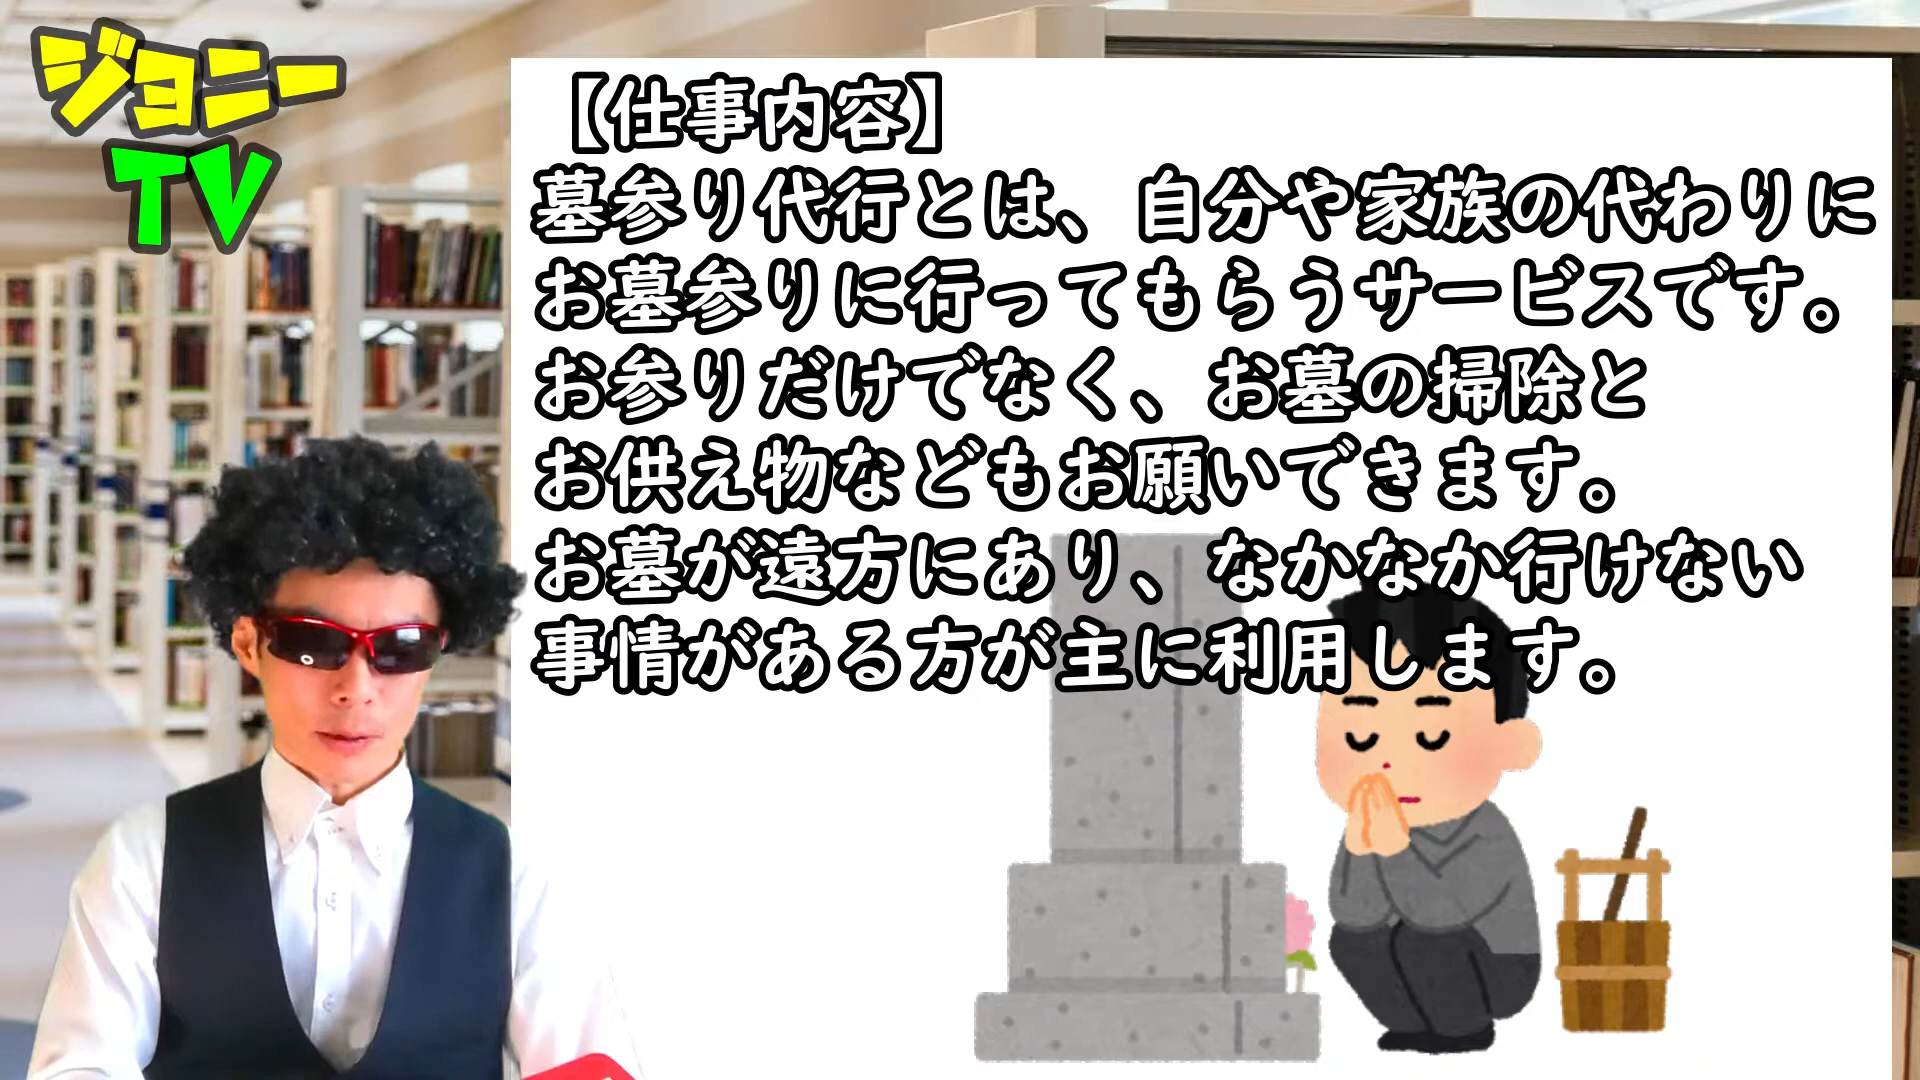 ジョニー
TV
【仕事内容】
墓参り代行とは、自分や家族の代わりに
お墓参りに行ってもらうサービスです。
お参りだけでなく、お墓の掃除と
お供え物などもお願いできます。
お墓が遠方にあり、なかなか行けない
事情がある方が主に利用します。